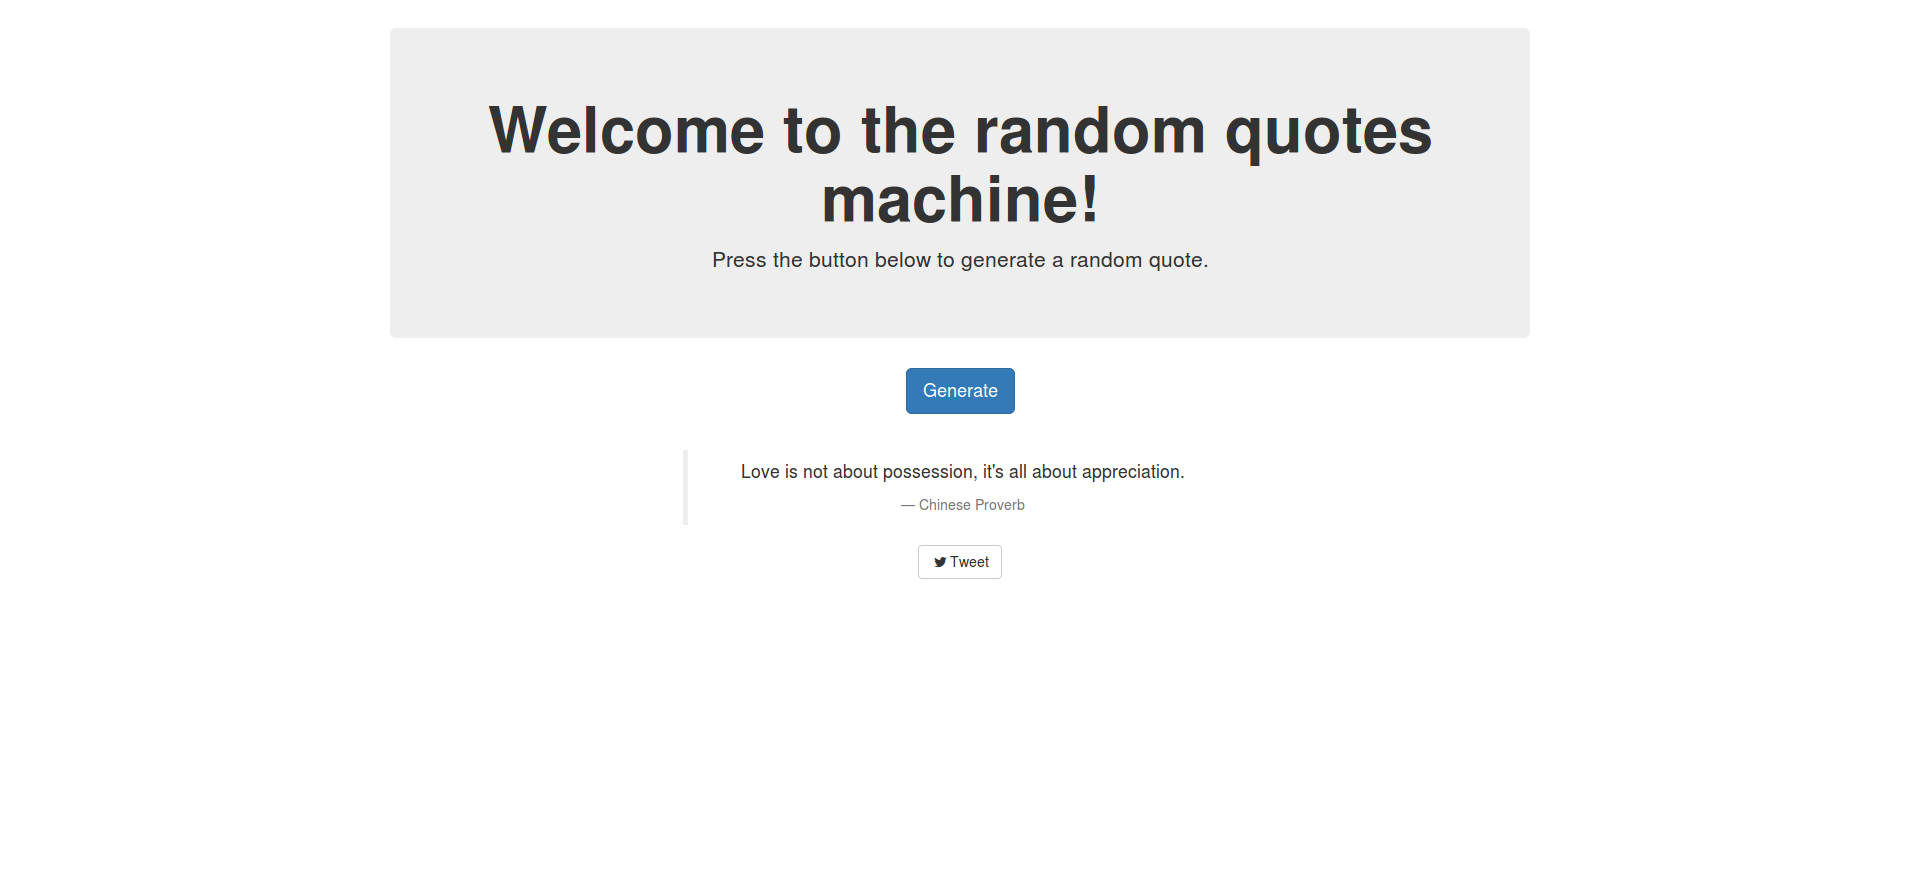 Welcome to the random quotes
machine!
Press the button below to generate a random quote.
Generate
Love is not about possession, it's all about appreciation.
— Chinese Proverb
Tweet